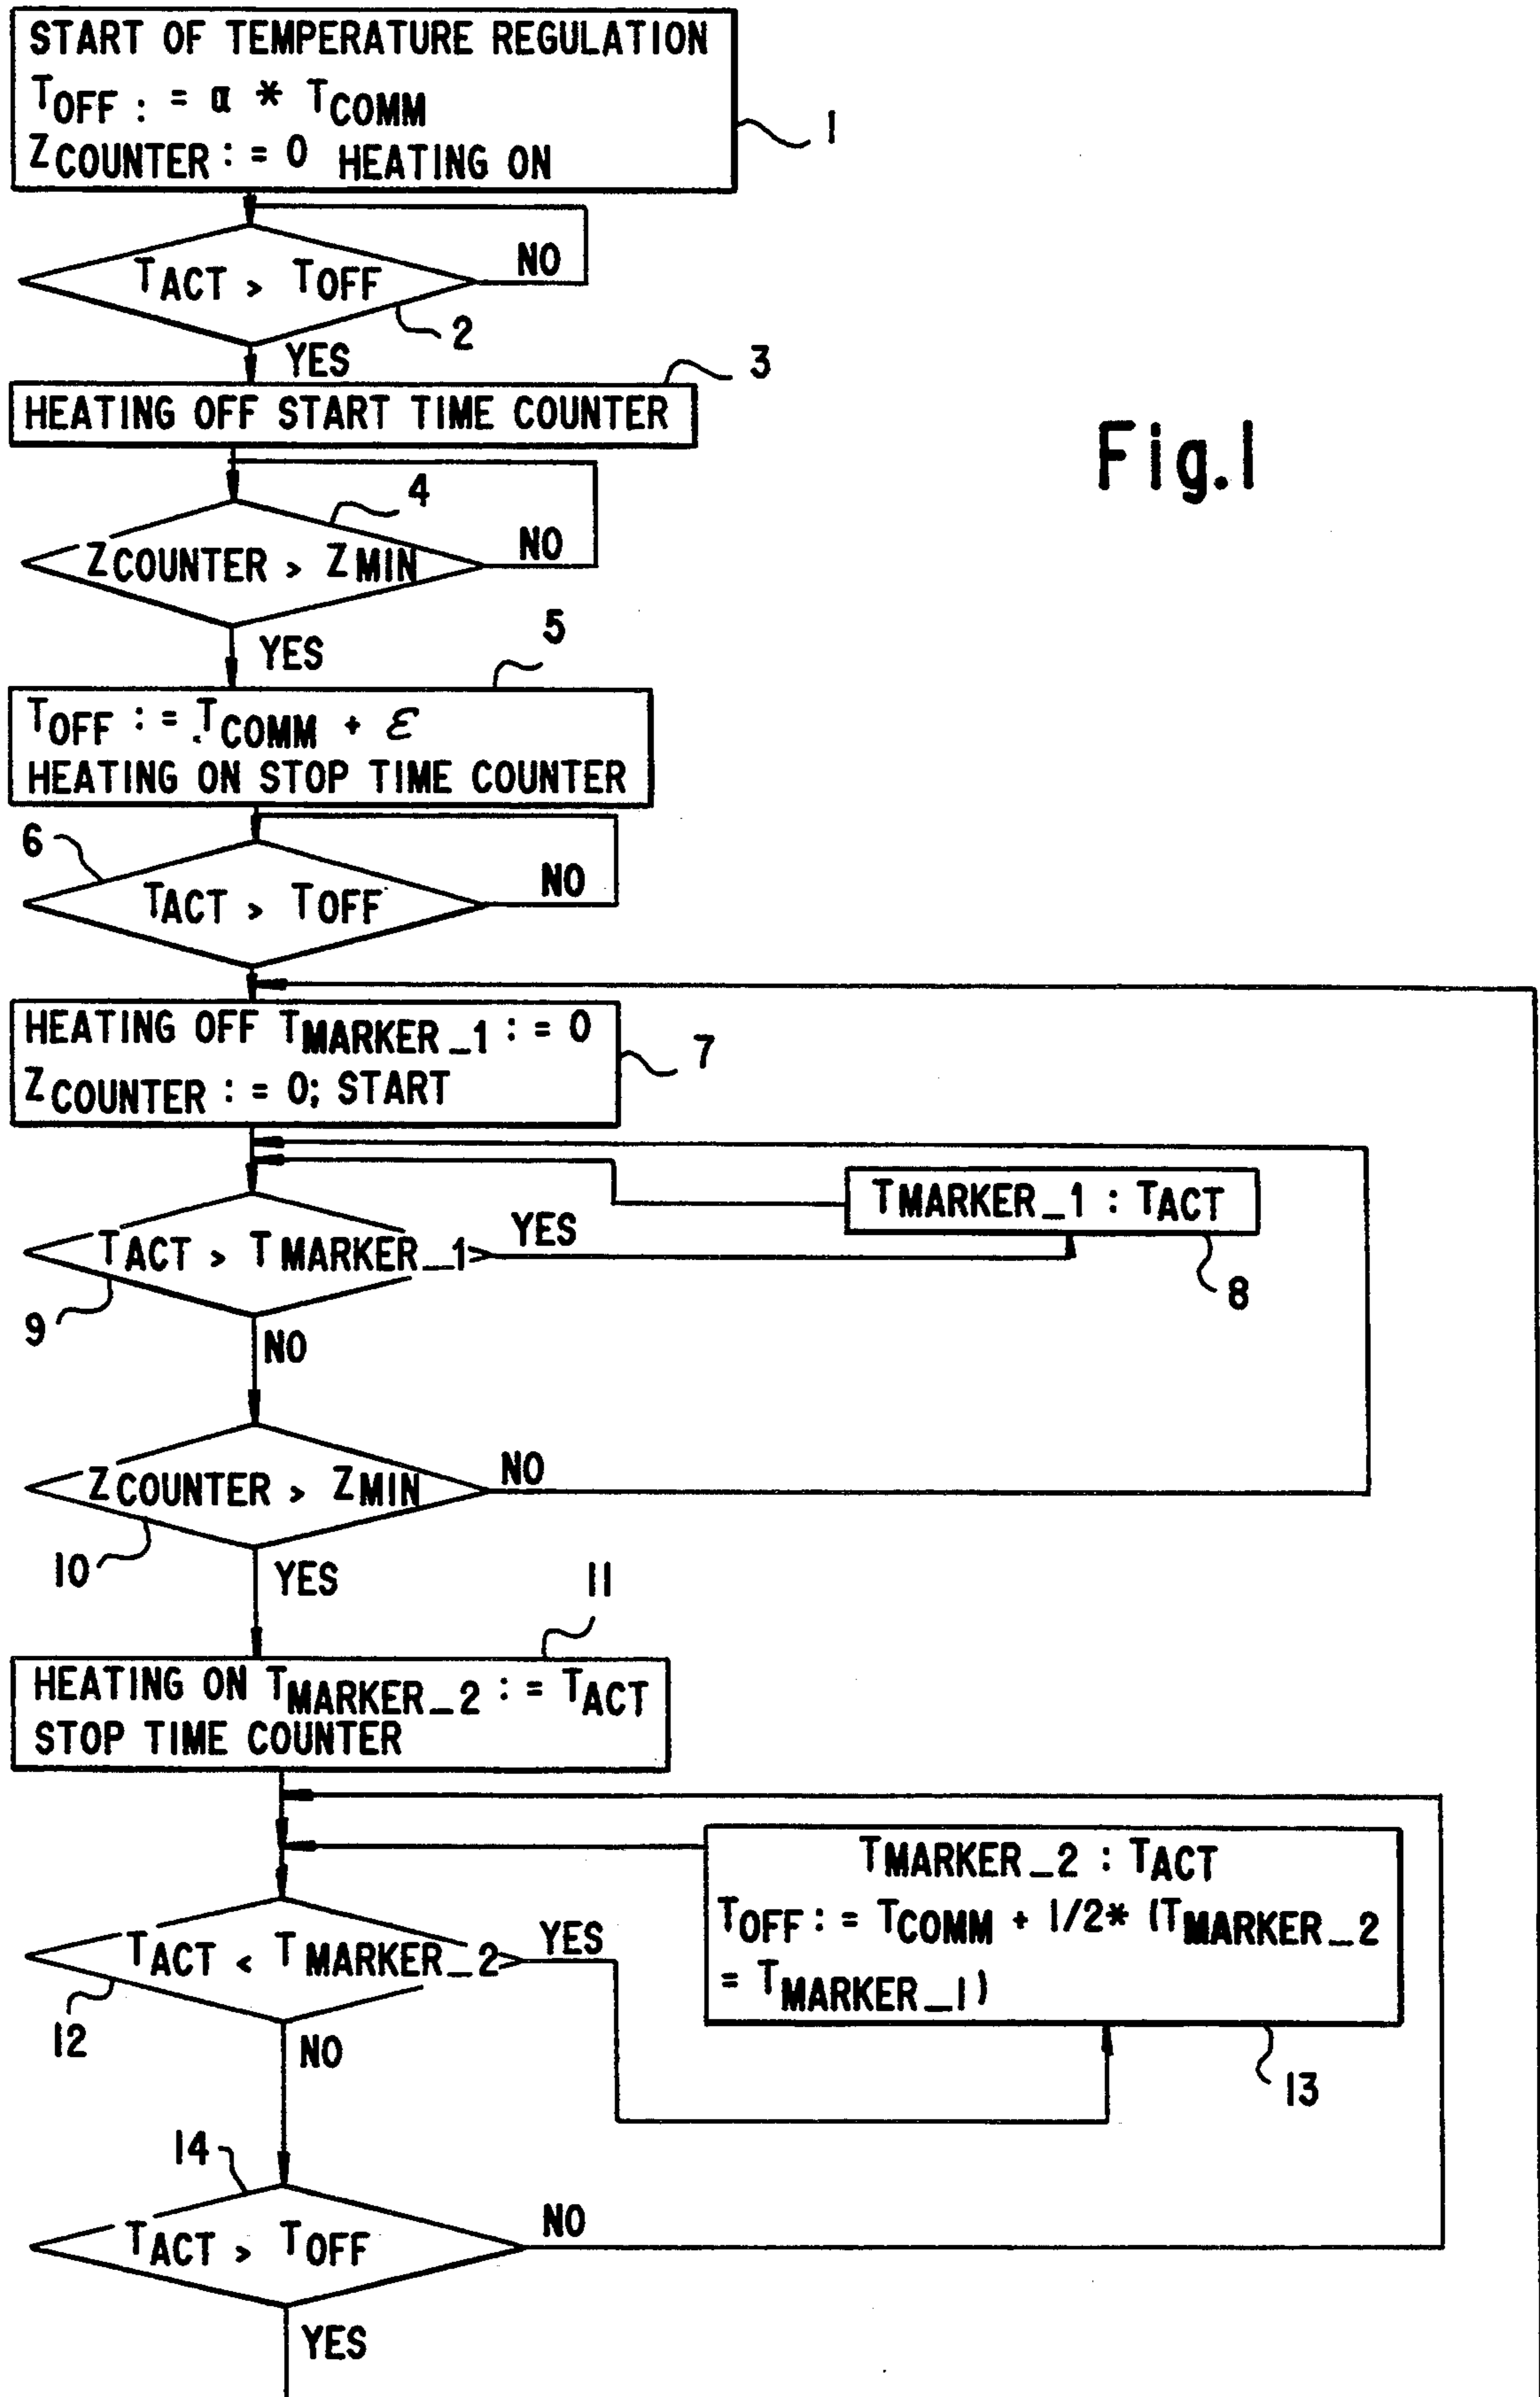 START OF TEMPERATURE REGULATION
TOFF : = α * TCOMM
ZCOUNTER : = 0 HEATING ON
1
TACT > TOFF
NO
2
YES
3
HEATING OFF START TIME COUNTER
Fig.1
4
ZCOUNTER > ZMIN
NO
YES
5
TOFF : = TCOMM + ε
HEATING ON STOP TIME COUNTER
6
TACT > TOFF
NO
HEATING OFF TMARKER_1 : = 0
ZCOUNTER : = 0; START
7
TMARKER_1 : TACT
8
TACT > TMARKER_1
YES
9
NO
ZCOUNTER > ZMIN
NO
10
YES
11
HEATING ON TMARKER_2 : = TACT
STOP TIME COUNTER
TMARKER_2 : TACT
TOFF : = TCOMM + 1/2* (TMARKER_2
= TMARKER_1)
13
TACT < TMARKER_2
YES
12
NO
14
TACT > TOFF
NO
YES